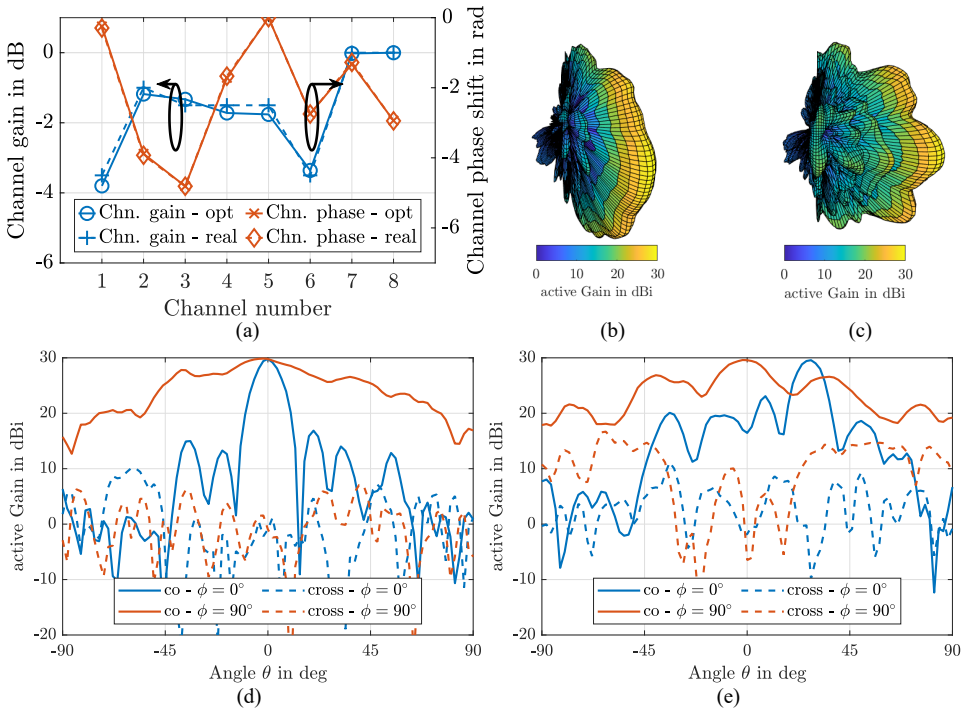 Channel gain in dB
0
-2
-4
-6
0
-2
-4
-6
Channel phase shift in rad
Chn. gain - opt
Chn. phase - opt
Chn. gain - real
Chn. phase - real
1 2 3 4 5 6 7 8
Channel number
(a)
0 10 20 30
active Gain in dBi
(b)
0 10 20 30
active Gain in dBi
(c)
active Gain in dBi
30
20
10
0
-10
-20
co - ϕ = 0°
cross - ϕ = 0°
co - ϕ = 90°
cross - ϕ = 90°
-90 -45 0 45 90
Angle θ in deg
(d)
active Gain in dBi
30
20
10
0
-10
-20
co - ϕ = 0°
cross - ϕ = 0°
co - ϕ = 90°
cross - ϕ = 90°
-90 -45 0 45 90
Angle θ in deg
(e)